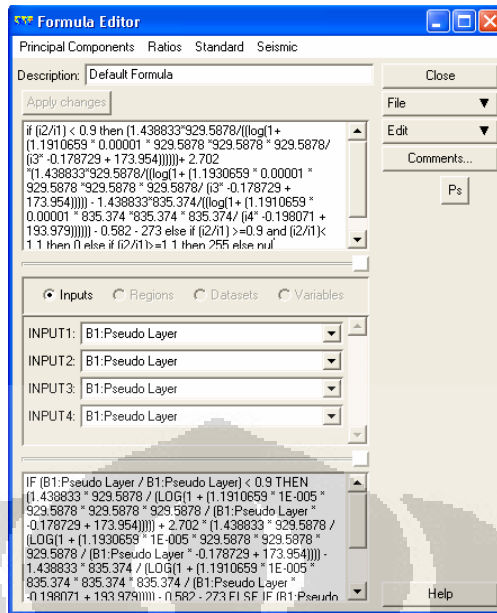 Formula Editor
Principal Components Ratios Standard Seismic
Description: Default Formula
Close
Apply changes
File
Edit
Comments...
Ps
if (i2/i1) < 0.9 then (1.438833*929.5878/((log(1+
(1.1910659 * 0.00001 * 929.5878 *929.5878 * 929.5878/
(i3* -0.178729 + 173.954))))))+ 2.702
*(1.438833*929.5878/((log(1+ (1.1930659 * 0.00001 *
929.5878 *929.5878 * 929.5878/ (i3* -0.178729 +
173.954))))) - 1.438833*835.374/((log(1+ (1.1910659 *
0.00001 * 835.374 *835.374 * 835.374/ (i4* -0.198071 +
193.979)))))) - 0.582 - 273 else if (i2/i1) >=0.9 and (i2/i1)<
1.1 then 0 else if (i2/i1)>=1.1 then 255 else nul
Inputs Regions Datasets Variables
INPUT1: B1:Pseudo Layer
INPUT2: B1:Pseudo Layer
INPUT3: B1:Pseudo Layer
INPUT4: B1:Pseudo Layer
IF (B1:Pseudo Layer / B1:Pseudo Layer) < 0.9 THEN
(1.438833 * 929.5878 / (LOG(1 + (1.1910659 * 1E-005 *
929.5878 * 929.5878 * 929.5878 / (B1:Pseudo Layer *
-0.178729 + 173.954))))) + 2.702 * (1.438833 * 929.5878 /
(LOG(1 + (1.1930659 * 1E-005 * 929.5878 * 929.5878 *
929.5878 / (B1:Pseudo Layer * -0.178729 + 173.954)))) -
1.438833 * 835.374 / (LOG(1 + (1.1910659 * 1E-005 *
835.374 * 835.374 * 835.374 / (B1:Pseudo Layer *
-0.198071 + 193.979))))) - 0.582 - 273 ELSE IF (B1:Pseudo
Help